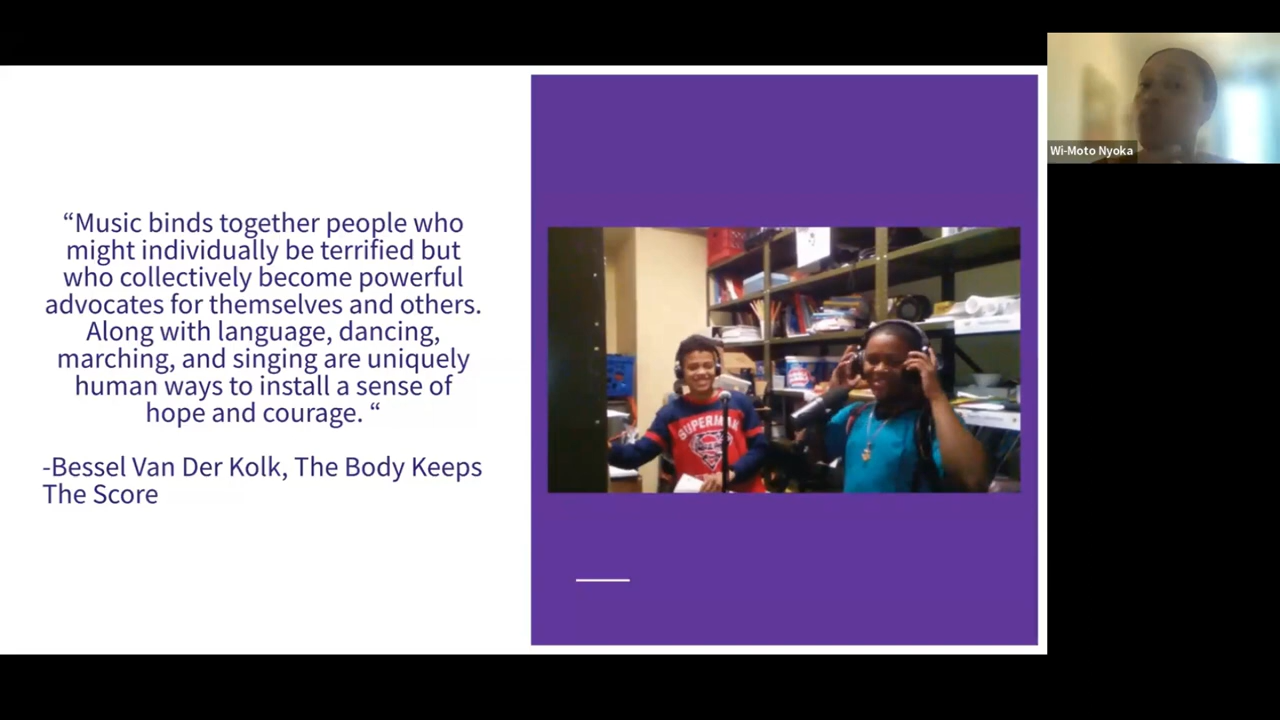 “Music binds together people who
might individually be terrified but
who collectively become powerful
advocates for themselves and others.
Along with language, dancing,
marching, and singing are uniquely
human ways to install a sense of
hope and courage. “
-Bessel Van Der Kolk, The Body Keeps
The Score
SUPERMAN
Wi-Moto Nyoka